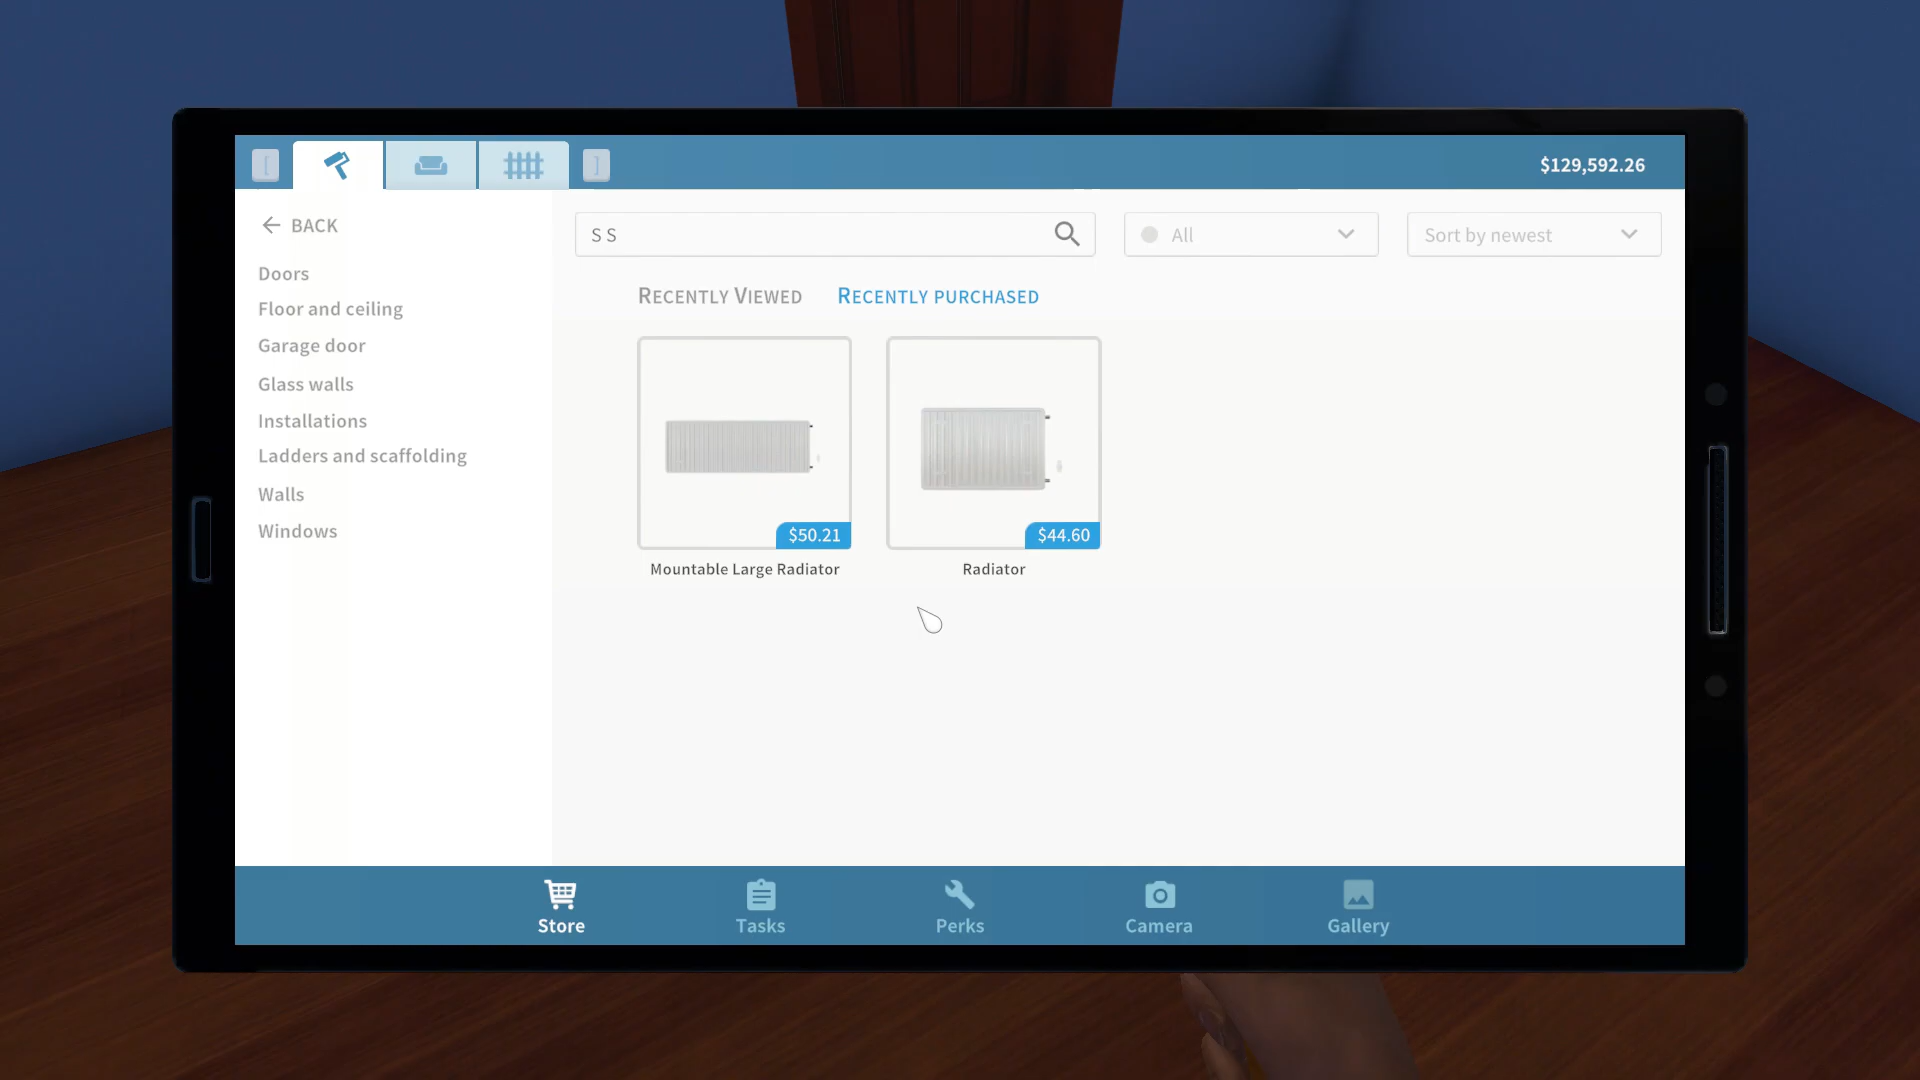 [
]
$129,592.26
BACK
S S
All
Sort by newest
Doors
Floor and ceiling
Garage door
Glass walls
Installations
Ladders and scaffolding
Walls
Windows
RECENTLY VIEWED
RECENTLY PURCHASED
$50.21
$44.60
Mountable Large Radiator
Radiator
Store
Tasks
Perks
Camera
Gallery